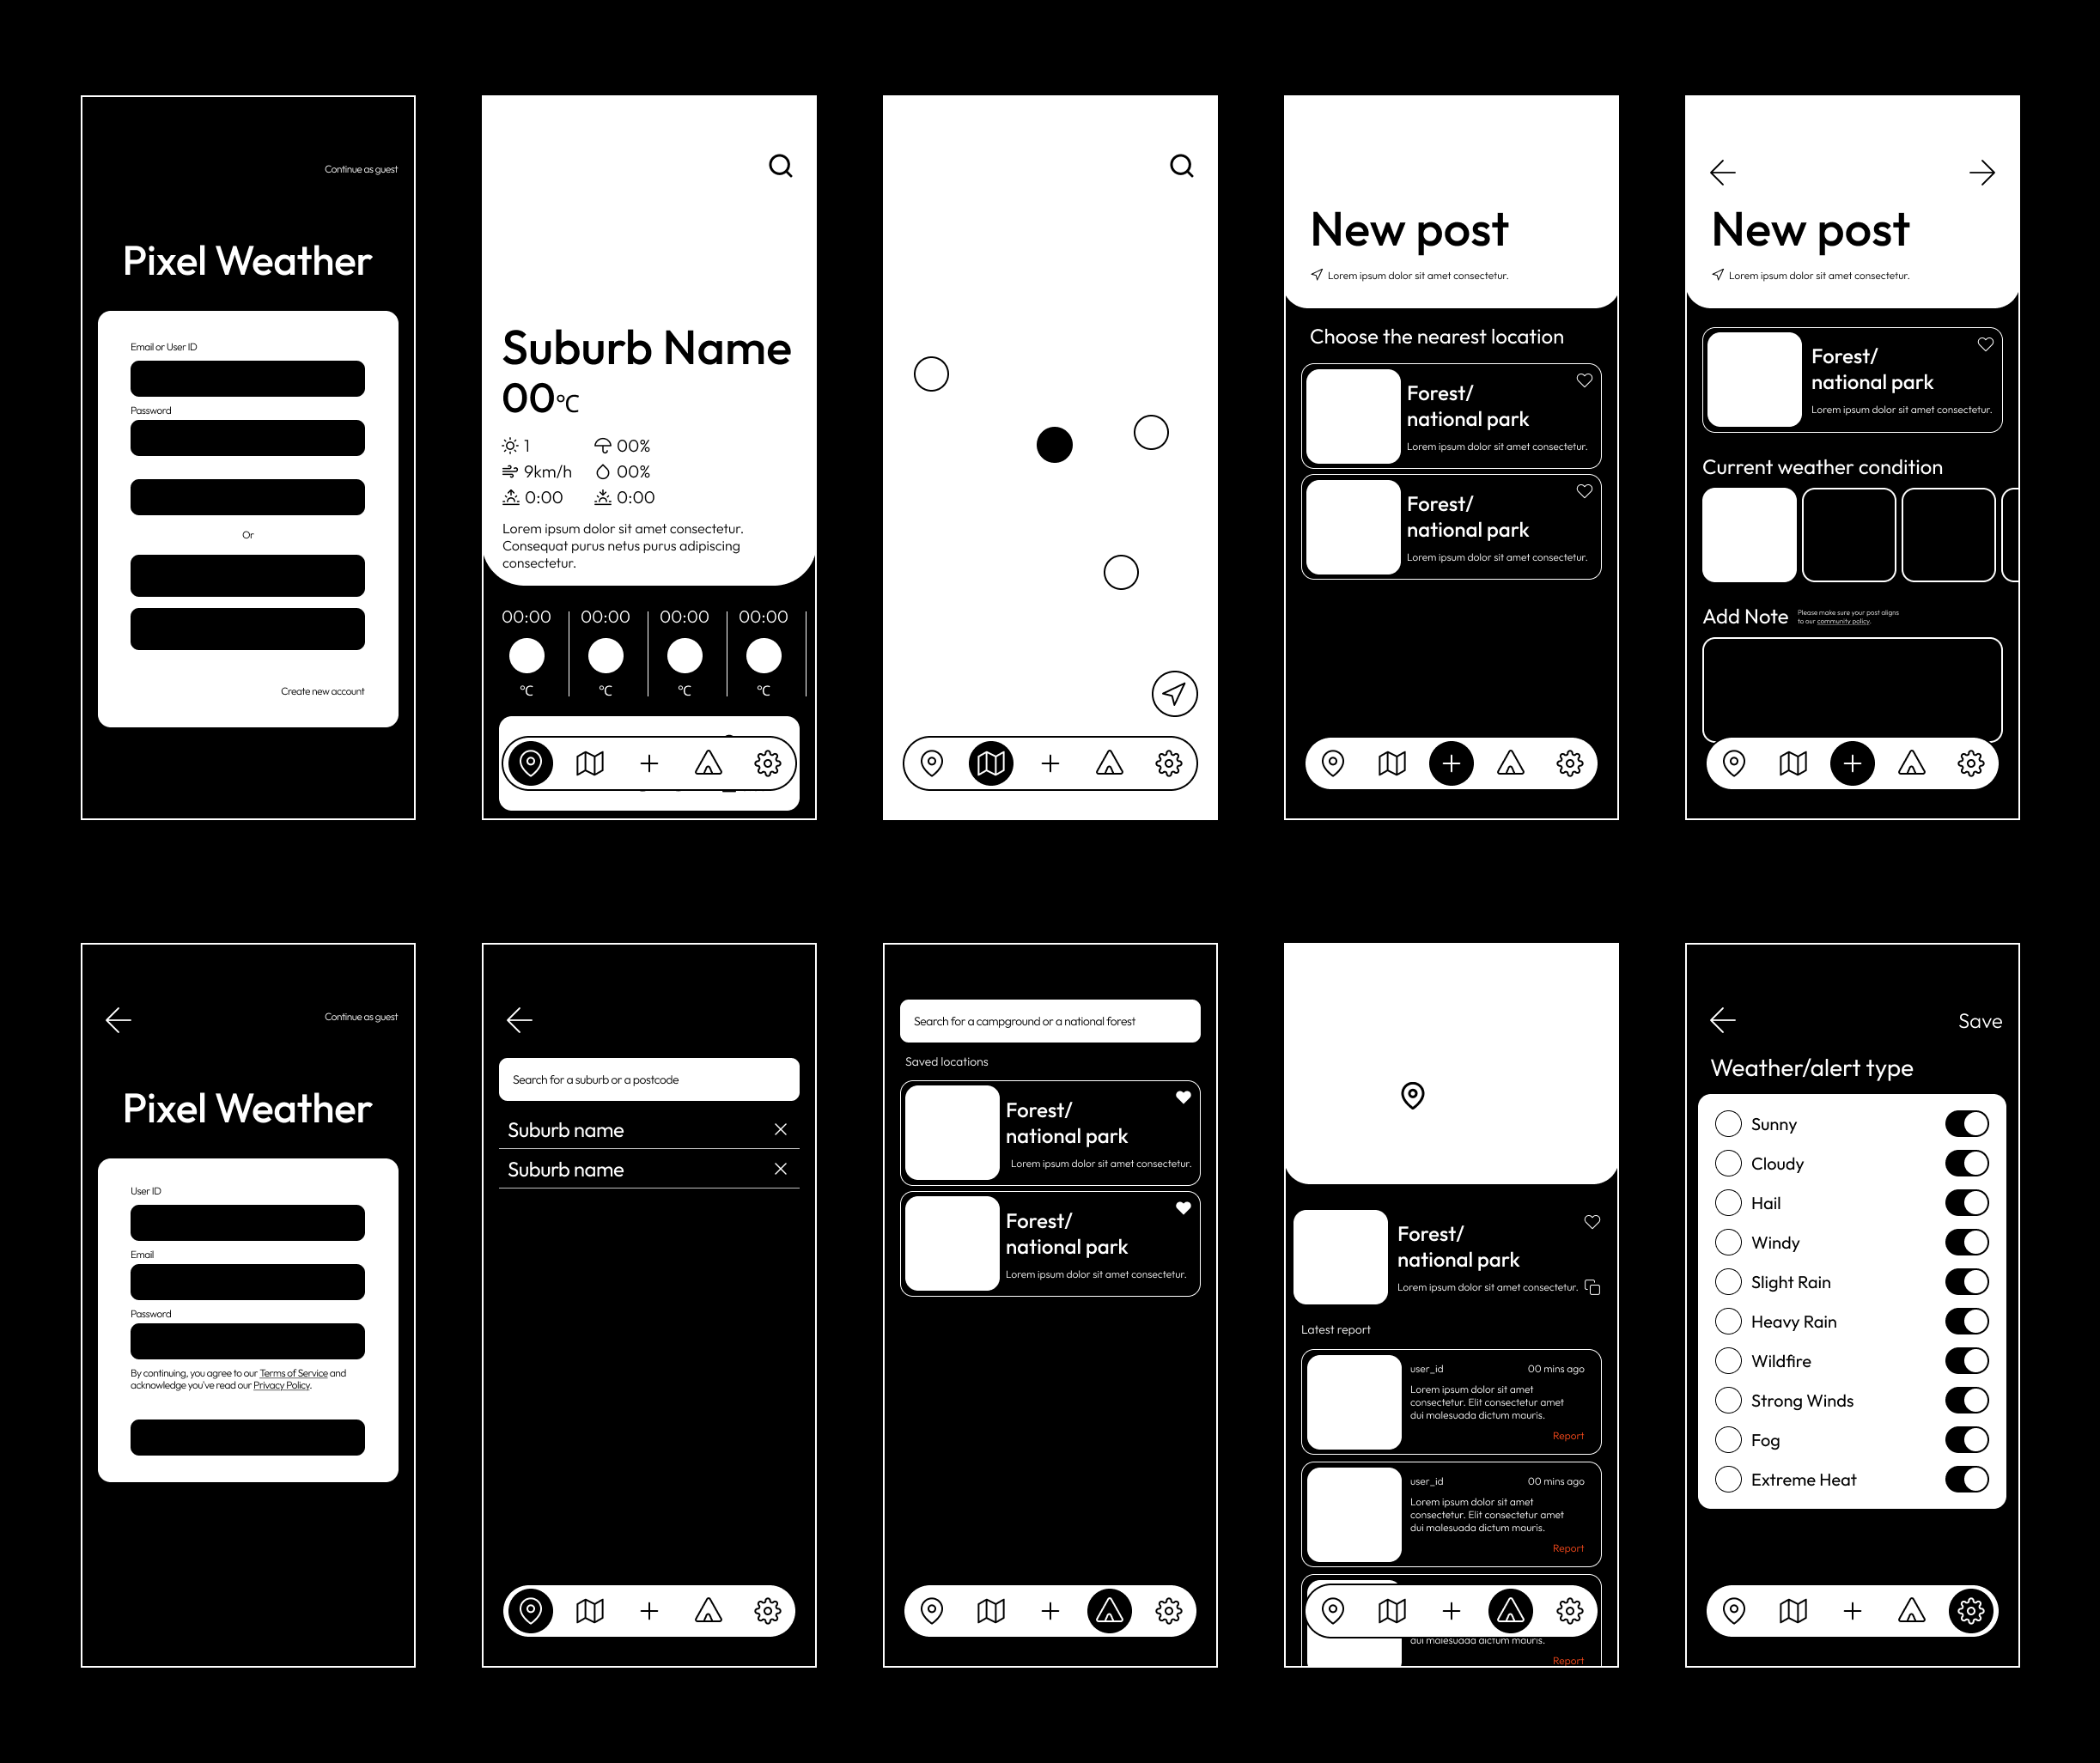 Continue as guest
Pixel Weather
Email or User ID
Password
Or
Create new account
Suburb Name
00°C
1
00%
9km/h
00%
0:00
0:00
Lorem ipsum dolor sit amet consectetur.
Consequat purus netus purus adipiscing
consectetur.
00:00
00:00
00:00
00:00
°C
°C
°C
°C
New post
Lorem ipsum dolor sit amet consectetur.
Choose the nearest location
Forest/
national park
Lorem ipsum dolor sit amet consectetur.
Forest/
national park
Lorem ipsum dolor sit amet consectetur.
New post
Lorem ipsum dolor sit amet consectetur.
Forest/
national park
Lorem ipsum dolor sit amet consectetur.
Current weather condition
Add Note
Please make sure your post aligns
to our community policy.
Continue as guest
Pixel Weather
User ID
Email
Password
By continuing, you agree to our Terms of Service and
acknowledge you've read our Privacy Policy.
Search for a suburb or a postcode
Suburb name
Suburb name
Search for a campground or a national forest
Saved locations
Forest/
national park
Lorem ipsum dolor sit amet consectetur.
Forest/
national park
Lorem ipsum dolor sit amet consectetur.
Forest/
national park
Lorem ipsum dolor sit amet consectetur.
Latest report
user_id
00 mins ago
Lorem ipsum dolor sit amet
consectetur. Elit consectetur amet
dui malesuada dictum mauris.
Report
user_id
00 mins ago
Lorem ipsum dolor sit amet
consectetur. Elit consectetur amet
dui malesuada dictum mauris.
Report
dui malesuada dictum mauris.
Report
Save
Weather/alert type
Sunny
Cloudy
Hail
Windy
Slight Rain
Heavy Rain
Wildfire
Strong Winds
Fog
Extreme Heat